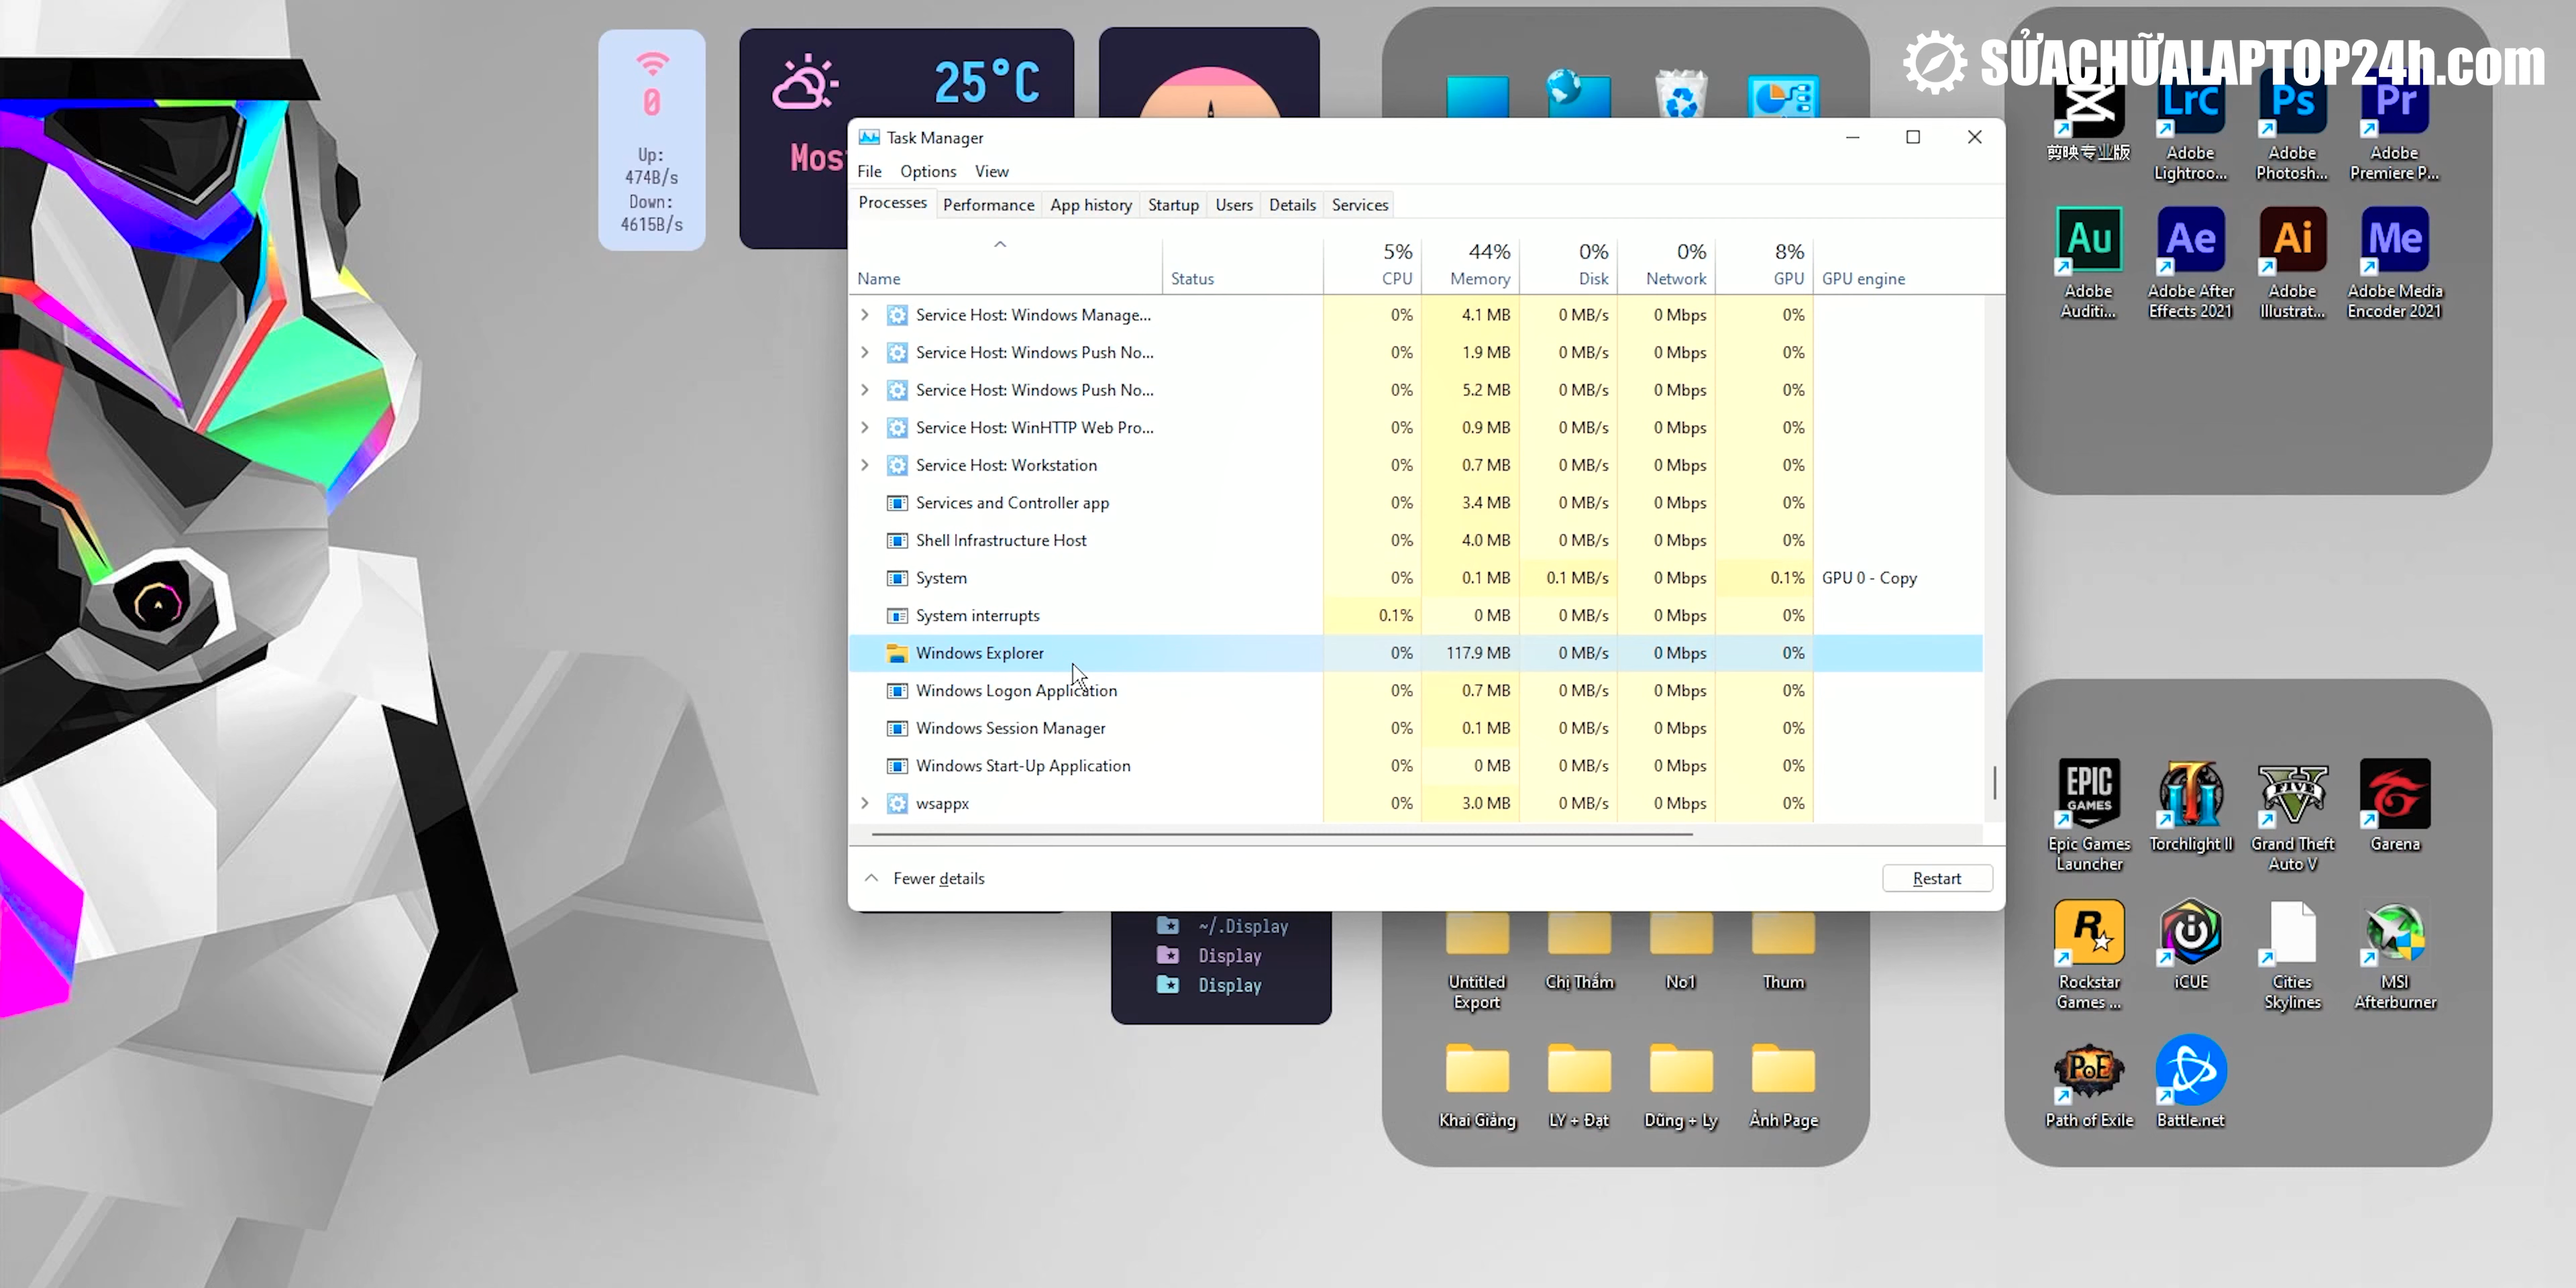 SỬACHỮALAPTOP24h.com
0
Up:
474B/s
Down:
4615B/s
25°C
Task Manager
File Options View
Processes Performance App history Startup Users Details Services
5% 44% 0% 0% 8%
Name Status CPU Memory Disk Network GPU GPU engine
Service Host: Windows Manage... 0% 4.1 MB 0 MB/s 0 Mbps 0%
Service Host: Windows Push No... 0% 1.9 MB 0 MB/s 0 Mbps 0%
Service Host: Windows Push No... 0% 5.2 MB 0 MB/s 0 Mbps 0%
Service Host: WinHTTP Web Pro... 0% 0.9 MB 0 MB/s 0 Mbps 0%
Service Host: Workstation 0% 0.7 MB 0 MB/s 0 Mbps 0%
Services and Controller app 0% 3.4 MB 0 MB/s 0 Mbps 0%
Shell Infrastructure Host 0% 4.0 MB 0 MB/s 0 Mbps 0%
System 0% 0.1 MB 0.1 MB/s 0 Mbps 0.1% GPU 0 - Copy
System interrupts 0.1% 0 MB 0 MB/s 0 Mbps 0%
Windows Explorer 0% 117.9 MB 0 MB/s 0 Mbps 0%
Windows Logon Application 0% 0.7 MB 0 MB/s 0 Mbps 0%
Windows Session Manager 0% 0.1 MB 0 MB/s 0 Mbps 0%
Windows Start-Up Application 0% 0 MB 0 MB/s 0 Mbps 0%
wsappx 0% 3.0 MB 0 MB/s 0 Mbps 0%
Fewer details
Restart
~/.Display
Display
Display
Untitled Chị Thắm No1 Thum
Export
Khai Giảng LY + Đạt Dũng + Ly Ảnh Page
LrC Ps Pr
剪映专业版 Adobe Adobe Adobe
Lightroo... Photosh... Premiere P...
Au Ae Ai Me
Adobe Adobe After Adobe Adobe Media
Auditi... Effects 2021 Illustrat... Encoder 2021
EPIC
GAMES
FIVE
Epic Games Torchlight II Grand Theft Garena
Launcher Auto V
R
Rockstar iCUE Cities MSI
Games ... Skylines Afterburner
PoE
Path of Exile Battle.net